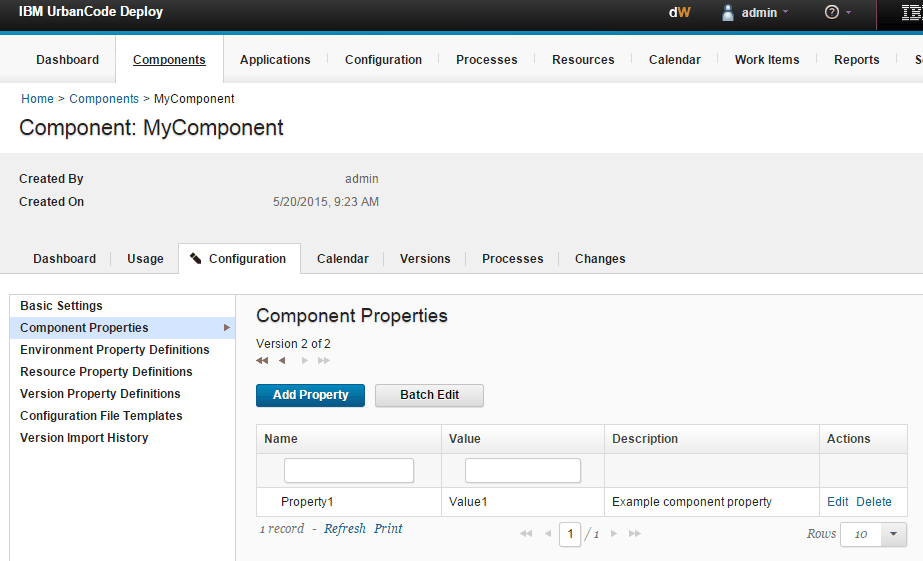 IBM UrbanCode Deploy dW admin
Dashboard Components Applications Configuration Processes Resources Calendar Work Items Reports
Home > Components > MyComponent
Component: MyComponent
Created By admin
Created On 5/20/2015, 9:23 AM
Dashboard Usage Configuration Calendar Versions Processes Changes
Basic Settings
Component Properties
Environment Property Definitions
Resource Property Definitions
Version Property Definitions
Configuration File Templates
Version Import History
Component Properties
Version 2 of 2
Add Property Batch Edit
Name Value Description Actions
Property1 Value1 Example component property Edit Delete
1 record - Refresh Print 1 / 1 Rows 10